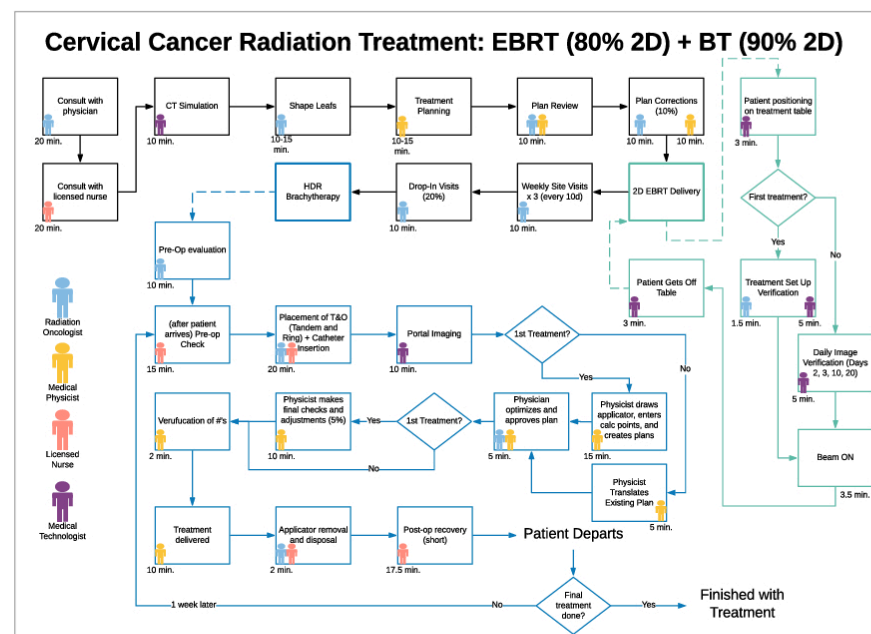 Cervical Cancer Radiation Treatment: EBRT (80% 2D) + BT (90% 2D)
Consult with
physician
20 min.
CT Simulation
10 min.
Shape Leafs
10-15
min.
Treatment
Planning
10-15
min.
Plan Review
10 min.
Plan Corrections
(10%)
10 min.
10 min.
Patient positioning
on treatment table
3 min.
Consult with
licensed nurse
20 min.
HDR
Brachytherapy
Drop-In Visits
(20%)
10 min.
Weekly Site Visits
x 3 (every 10d)
10 min.
2D EBRT Delivery
First treatment?
Yes
No
Pre-Op evaluation
10 min.
Patient Gets Off
Table
3 min.
Treatment Set Up
Verification
1.5 min.
5 min.
Radiation
Oncologist
(after patient
arrives) Pre-op
Check
15 min.
Placement of T&O
(Tandem and
Ring) + Catheter
Insertion
20 min.
Portal Imaging
10 min.
1st Treatment?
Yes
No
Daily Image
Verification (Days
2, 3, 10, 20)
5 min.
Medical
Physicist
Verufucation of #'s
2 min.
Physicist makes
final checks and
adjustments (5%)
10 min.
Yes
1st Treatment?
No
Physician
optimizes and
approves plan
5 min.
Physicist draws
applicator, enters
calc points, and
creates plans
15 min.
Beam ON
3.5 min.
Licensed
Nurse
Physicist
Translates
Existing Plan
5 min.
Medical
Technologist
Treatment
delivered
10 min.
Applicator removal
and disposal
2 min.
Post-op recovery
(short)
17.5 min.
Patient Departs
1 week later
No
Final
treatment
done?
Yes
Finished with
Treatment